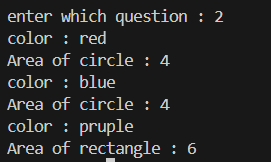 enter which question : 2
color : red
Area of circle : 4
color : blue
Area of circle : 4
color : pruple
Area of rectangle : 6